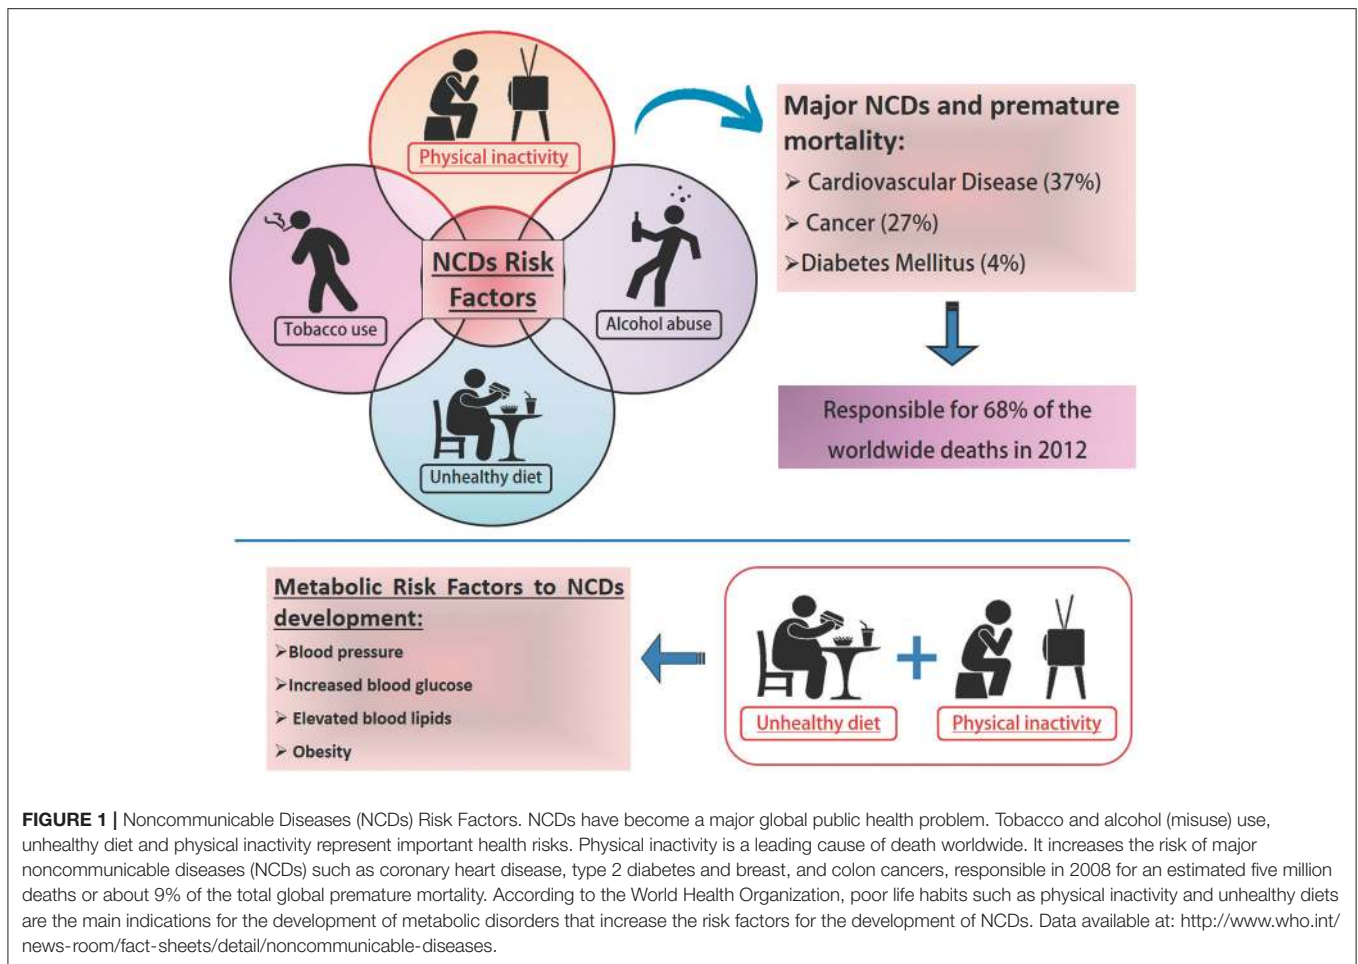 Physical inactivity
Tobacco use
NCDs Risk
Factors
Alcohol abuse
Unhealthy diet
Major NCDs and premature
mortality:
➢ Cardiovascular Disease (37%)
➢ Cancer (27%)
➢Diabetes Mellitus (4%)
Responsible for 68% of the
worldwide deaths in 2012
Metabolic Risk Factors to NCDs
development:
➢Blood pressure
➢Increased blood glucose
➢ Elevated blood lipids
➢ Obesity
Unhealthy diet
Physical inactivity
FIGURE 1 | Noncommunicable Diseases (NCDs) Risk Factors. NCDs have become a major global public health problem. Tobacco and alcohol (misuse) use,
unhealthy diet and physical inactivity represent important health risks. Physical inactivity is a leading cause of death worldwide. It increases the risk of major
noncommunicable diseases (NCDs) such as coronary heart disease, type 2 diabetes and breast, and colon cancers, responsible in 2008 for an estimated five million
deaths or about 9% of the total global premature mortality. According to the World Health Organization, poor life habits such as physical inactivity and unhealthy diets
are the main indications for the development of metabolic disorders that increase the risk factors for the development of NCDs. Data available at: http://www.who.int/
news-room/fact-sheets/detail/noncommunicable-diseases.